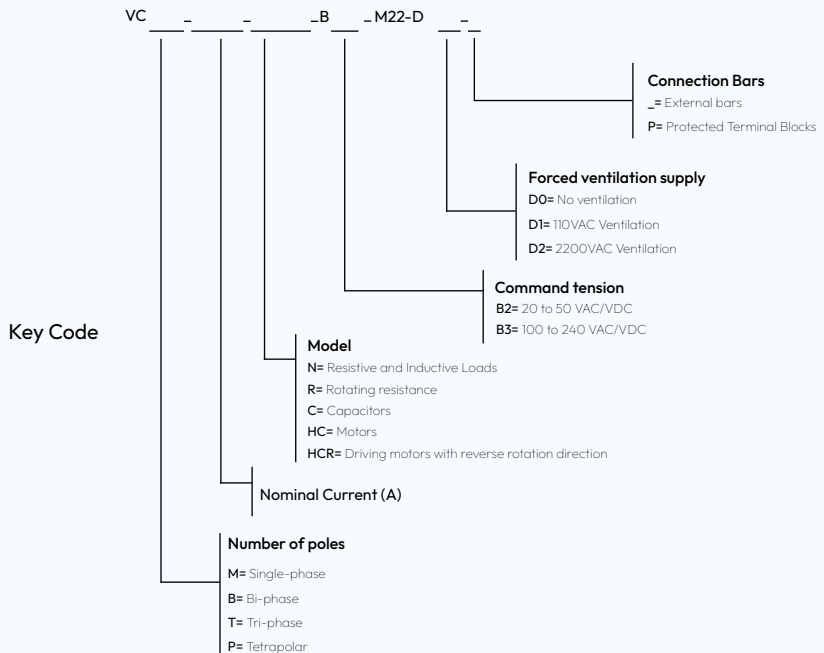 VC _ _ _B _M22-D _
Connection Bars
_= External bars
P= Protected Terminal Blocks
Forced ventilation supply
D0= No ventilation
D1= 110VAC Ventilation
D2= 2200VAC Ventilation
Command tension
B2= 20 to 50 VAC/VDC
B3= 100 to 240 VAC/VDC
Key Code
Model
N= Resistive and Inductive Loads
R= Rotating resistance
C= Capacitors
HC= Motors
HCR= Driving motors with reverse rotation direction
Nominal Current (A)
Number of poles
M= Single-phase
B= Bi-phase
T= Tri-phase
P= Tetrapolar